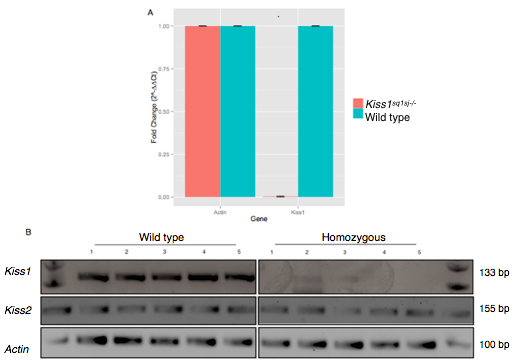 A
1.00
0.75
0.50
0.25
0.00
Fold Change (2^-ΔΔCt)
Actin
Kiss1
Gene
Kiss1sq1sj-/-
Wild type
B
Wild type
Homozygous
1 2 3 4 5 1 2 3 4 5
Kiss1
133 bp
Kiss2
155 bp
Actin
100 bp